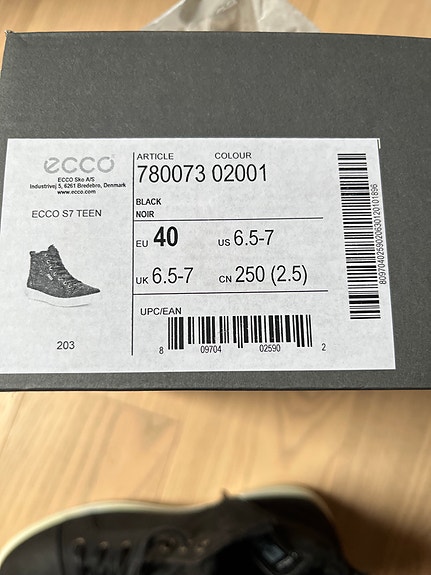 ecco
ECCO Sko A/S
Industrivej 5, 6261 Bredebro, Denmark
www.ecco.com
ECCO S7 TEEN
203
ARTICLE COLOUR
780073 02001
BLACK
NOIR
EU 40 US 6.5-7
UK 6.5-7 CN 250 (2.5)
UPC/EAN
8 09704 02590 2
809704025902063012010 1896